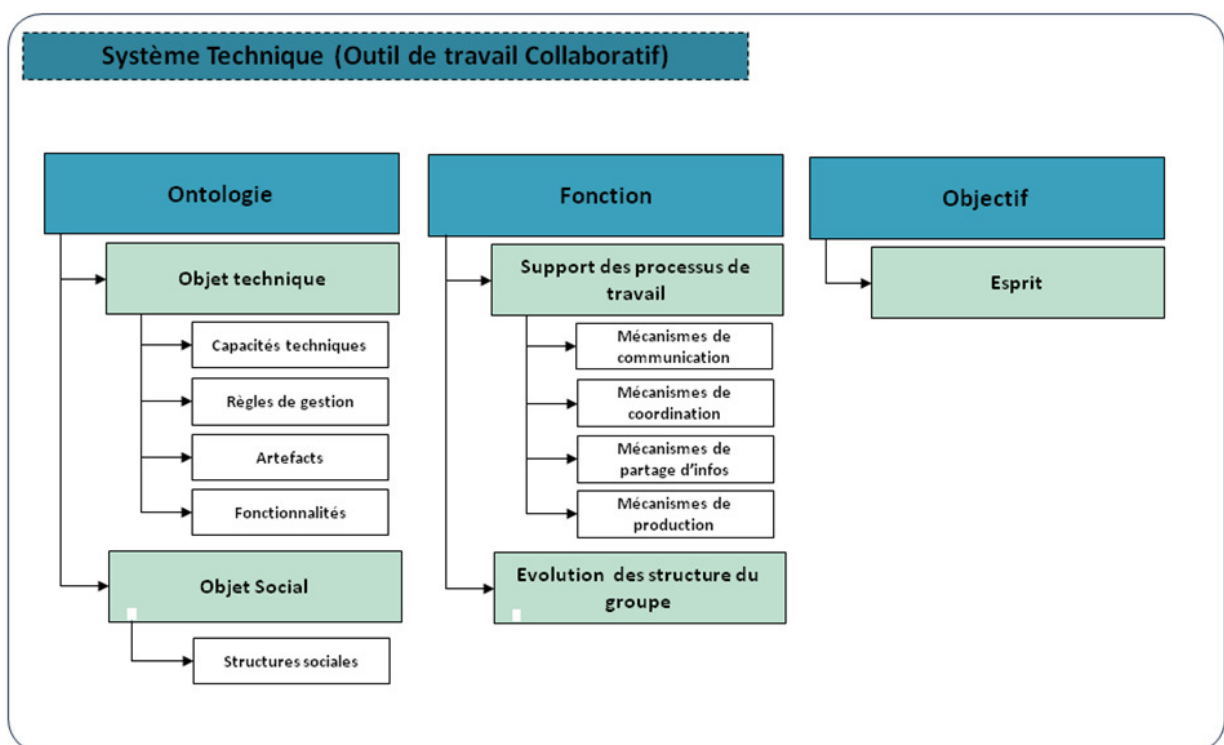 Système Technique (Outil de travail Collaboratif)
Ontologie
Objet technique
Capacités techniques
Règles de gestion
Artefacts
Fonctionnalités
Objet Social
Structures sociales
Fonction
Support des processus de
travail
Mécanismes de
communication
Mécanismes de
coordination
Mécanismes de
partage d'infos
Mécanismes de
production
Evolution des structure du
groupe
Objectif
Esprit